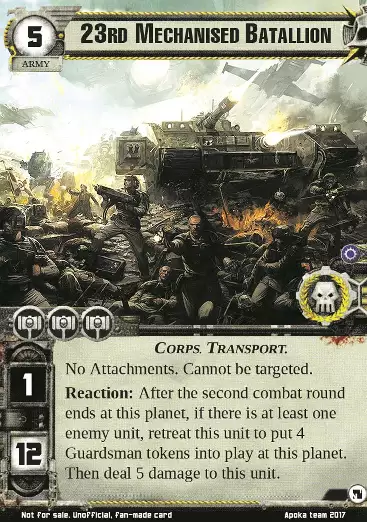 5
23rd Mechanised Batallion
ARMY
Corps. Transport.
No Attachments. Cannot be targeted.
Reaction: After the second combat round
ends at this planet, if there is at least one
enemy unit, retreat this unit to put 4
Guardsman tokens into play at this planet.
Then deal 5 damage to this unit.
1
12
Not for sale. Unofficial, fan-made card
Apoka team 2017